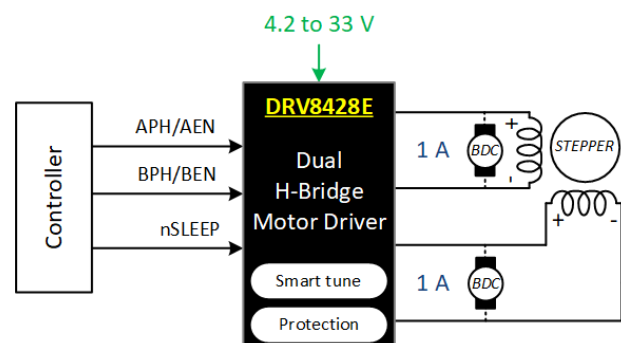 4.2 to 33 V
Controller
APH/AEN
BPH/BEN
nSLEEP
DRV8428E
Dual
H-Bridge
Motor Driver
Smart tune
Protection
1 A
BDC
+
-
STEPPER
+ -
1 A
BDC